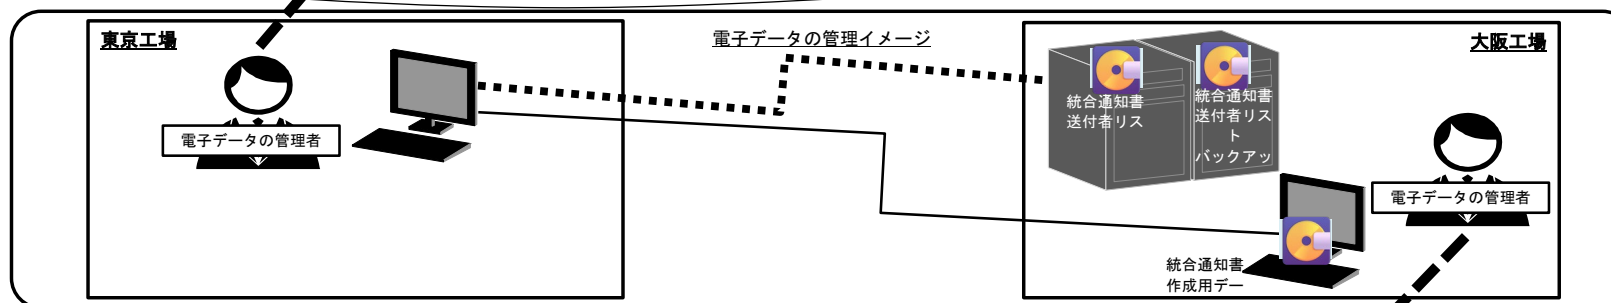 東京工場
電子データの管理イメージ
大阪工場
電子データの管理者
統合通知書
送付者リス
統合通知書
送付者リス
ト
バックアッ
電子データの管理者
統合通知書
作成用デー